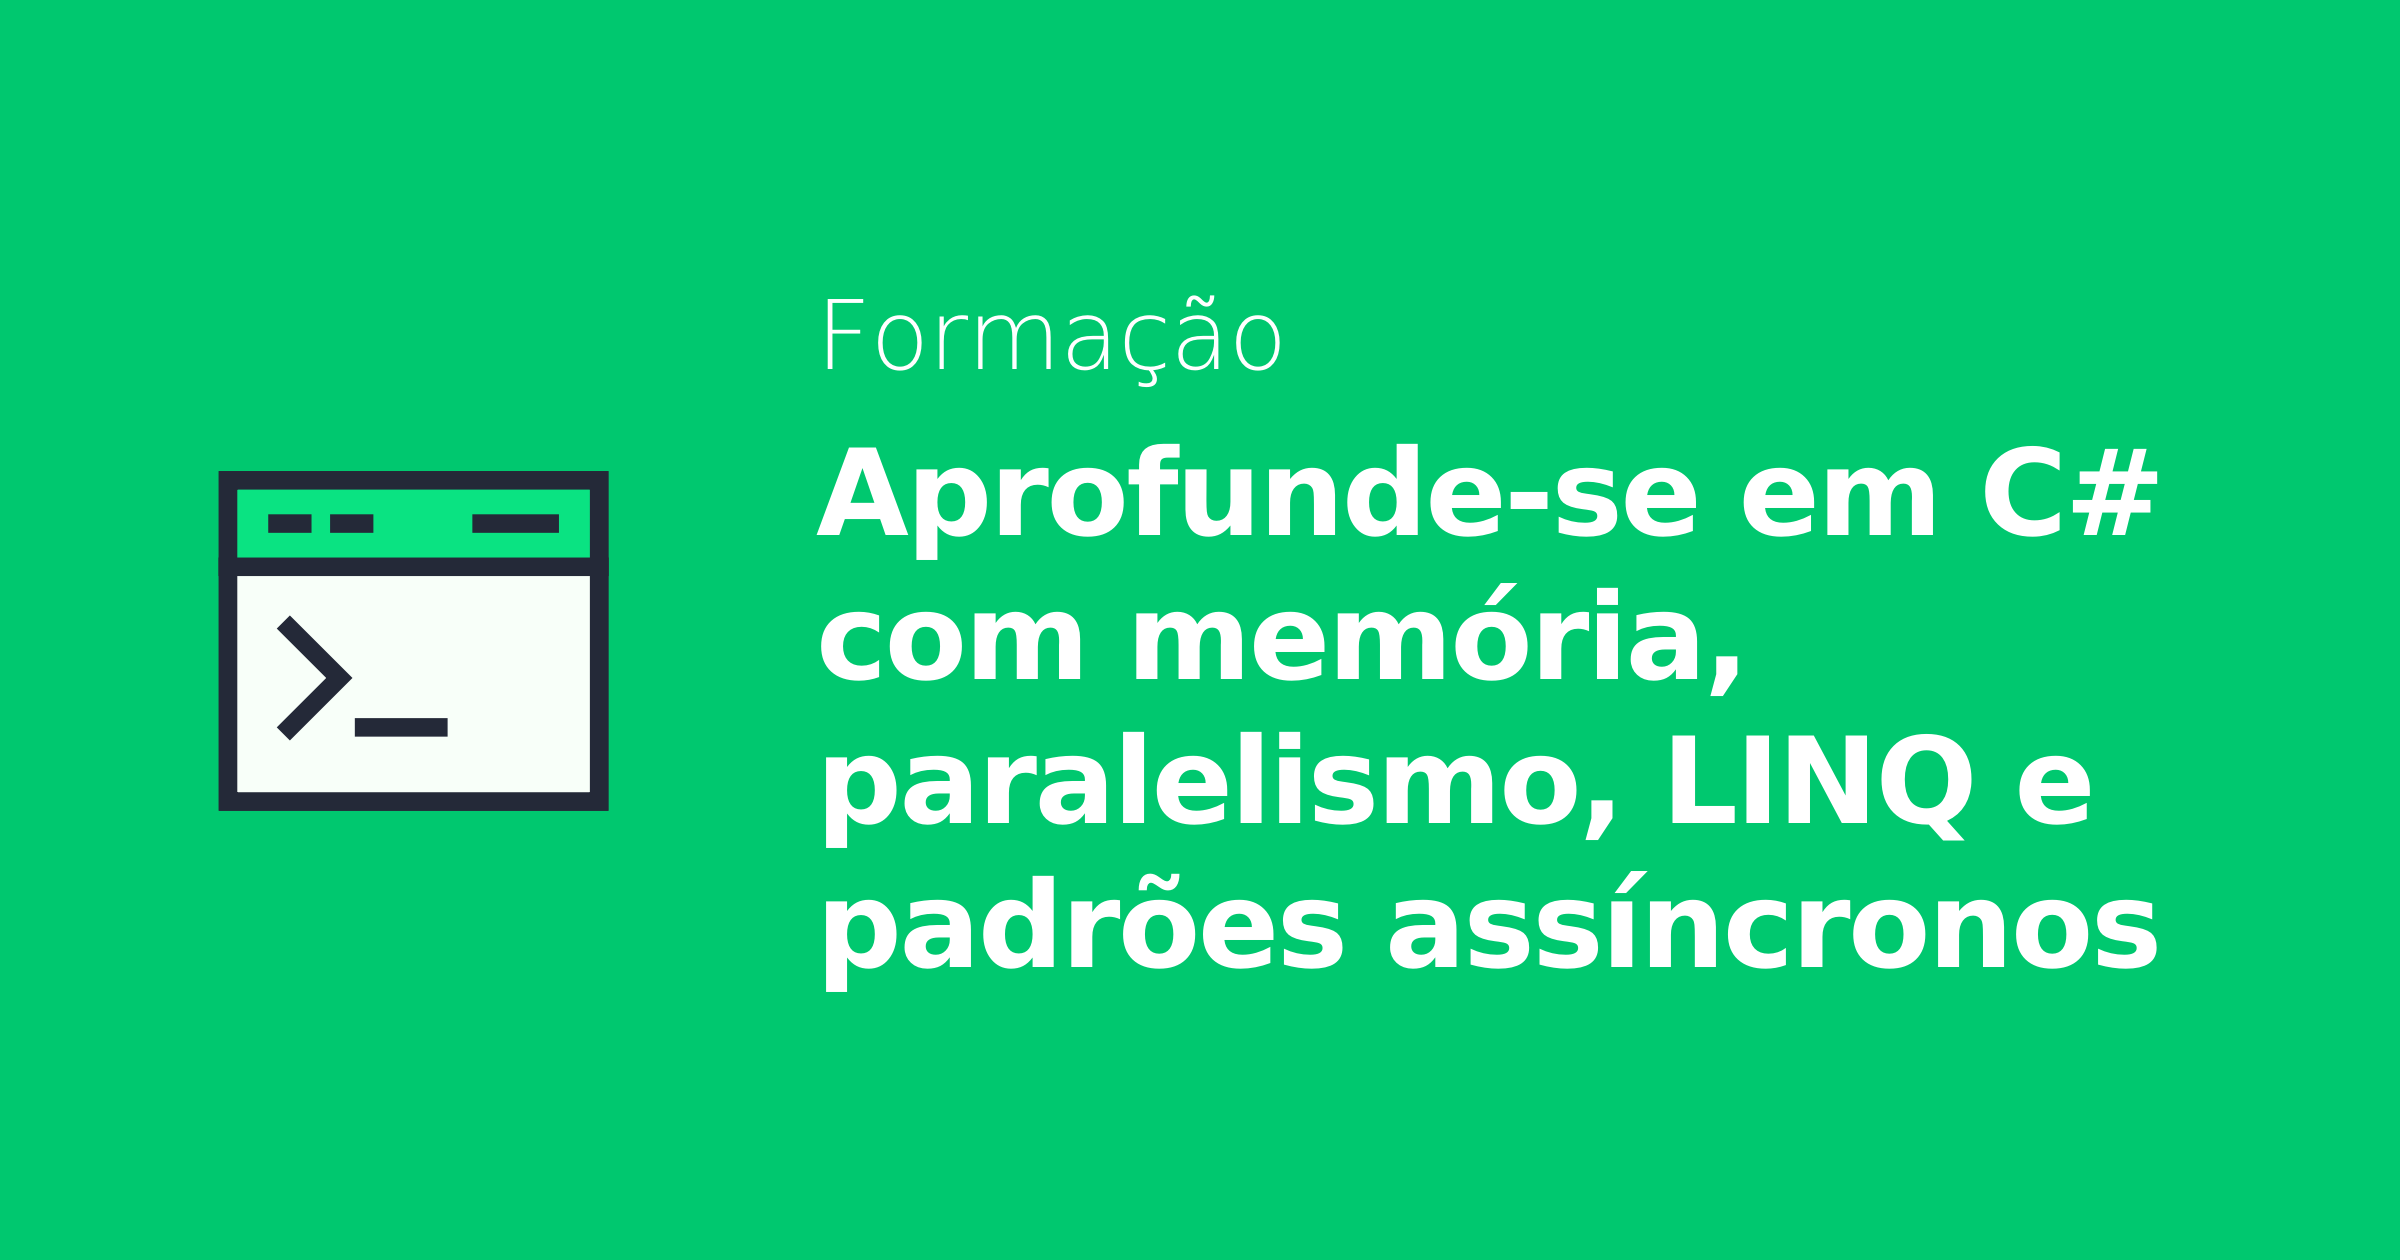 Formação
Aprofunde-se em C#
com memória,
paralelismo, LINQ e
padrões assíncronos